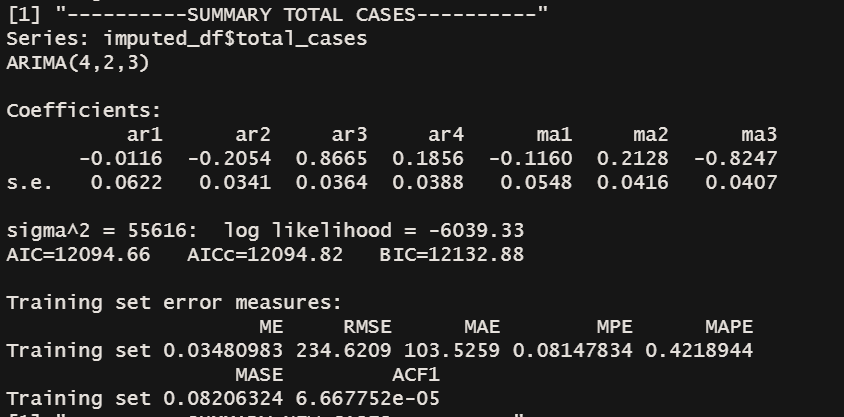 [1] "----------SUMMARY TOTAL CASES----------"
Series: imputed_df$total_cases
ARIMA(4,2,3)
Coefficients:
ar1 ar2 ar3 ar4 ma1 ma2 ma3
-0.0116 -0.2054 0.8665 0.1856 -0.1160 0.2128 -0.8247
s.e. 0.0622 0.0341 0.0364 0.0388 0.0548 0.0416 0.0407
sigma^2 = 55616: log likelihood = -6039.33
AIC=12094.66 AICc=12094.82 BIC=12132.88
Training set error measures:
ME RMSE MAE MPE MAPE
Training set 0.03480983 234.6209 103.5259 0.08147834 0.4218944
MASE ACF1
Training set 0.08206324 6.667752e-05